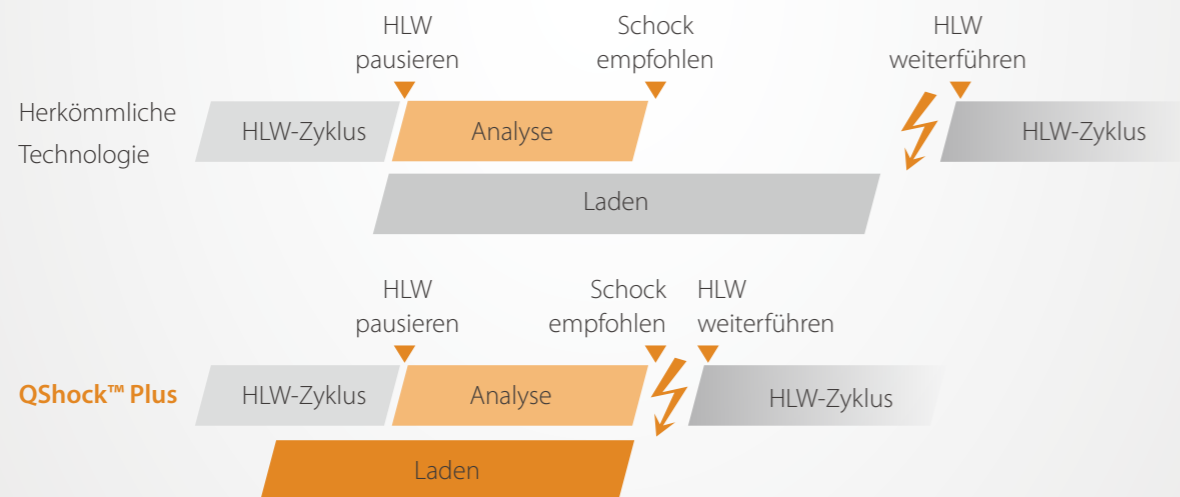 HLW
pausieren
Schock
empfohlen
HLW
weiterführen
Herkömmliche
Technologie
HLW-Zyklus
Analyse
HLW-Zyklus
Laden
HLW
pausieren
Schock
empfohlen
HLW
weiterführen
QShock™ Plus
HLW-Zyklus
Analyse
HLW-Zyklus
Laden